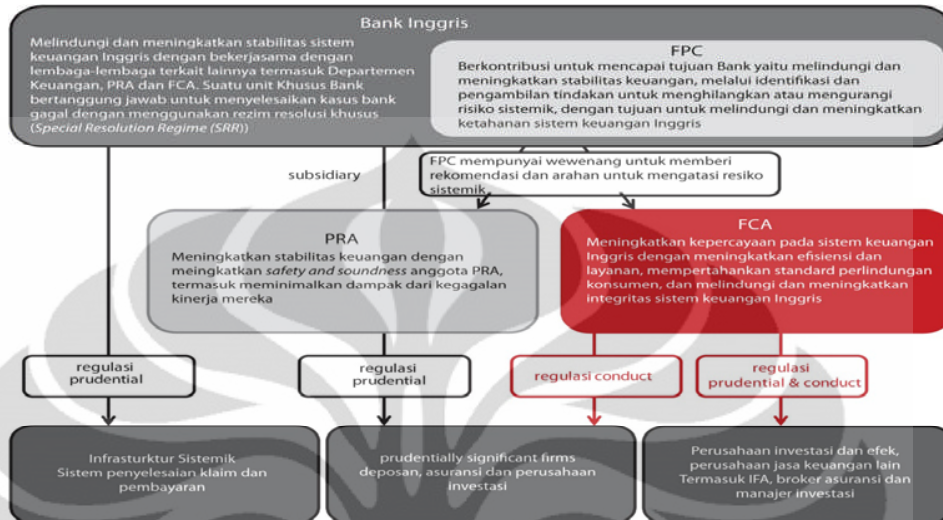 Bank Inggris
Melindungi dan meningkatkan stabilitas sistem
keuangan Inggris dengan bekerjasama dengan
lembaga-lembaga terkait lainnya termasuk Departemen
Keuangan, PRA dan FCA. Suatu unit Khusus Bank
bertanggung jawab untuk menyelesaikan kasus bank
gagal dengan menggunakan rezim resolusi khusus
(Special Resolution Regime (SRR))
FPC
Berkontribusi untuk mencapai tujuan Bank yaitu melindungi dan
meningkatkan stabilitas keuangan, melalui identifikasi dan
pengambilan tindakan untuk menghilangkan atau mengurangi
risiko sistemik, dengan tujuan untuk melindungi dan meningkatkan
ketahanan sistem keuangan Inggris
subsidiary
FPC mempunyai wewenang untuk memberi
rekomendasi dan arahan untuk mengatasi resiko
sistemik
PRA
Meningkatkan stabilitas keuangan dengan
meingkatkan safety and soundness anggota PRA,
termasuk meminimalkan dampak dari kegagalan
kinerja mereka
FCA
Meningkatkan kepercayaan pada sistem keuangan
Inggris dengan meningkatkan efisiensi dan
layanan, mempertahankan standard perlindungan
konsumen, dan melindungi dan meningkatkan
integritas sistem keuangan Inggris
regulasi
prudential
regulasi
prudential
regulasi conduct
regulasi
prudential & conduct
Infrasturktur Sistemik
Sistem penyelesaian klaim dan
pembayaran
prudentially significant firms
deposan, asuransi dan perusahaan
investasi
Perusahaan investasi dan efek,
perusahaan jasa keuangan lain
Termasuk IFA, broker asuransi dan
manajer investasi